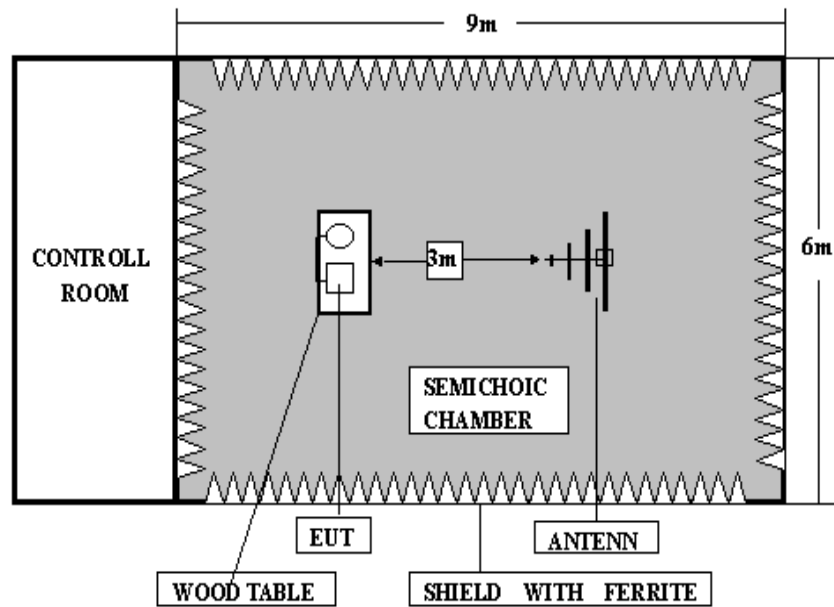 9m
CONTROLL
ROOM
3m
6m
SEMICHOIC
CHAMBER
EUT
ANTENN
WOOD TABLE
SHIELD WITH FERRITE